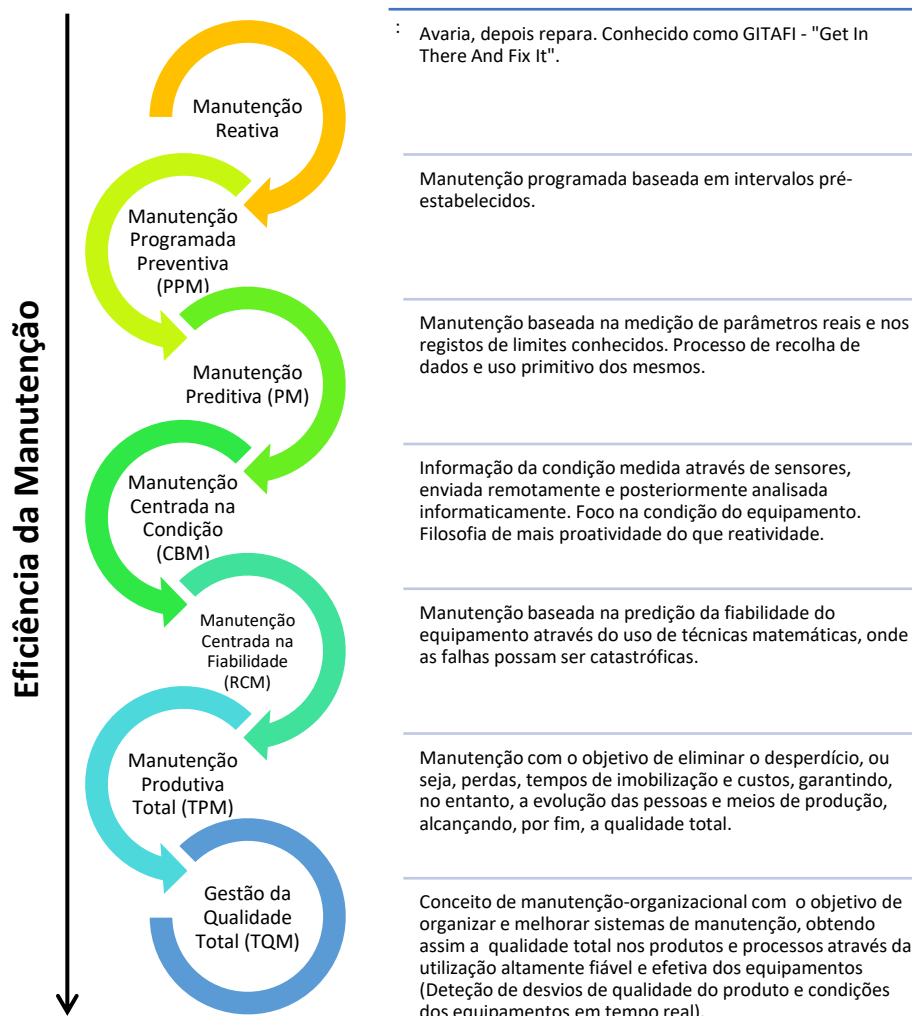 Eficiência da Manutenção
Manutenção
Reativa
:
Avaria, depois repara. Conhecido como GITAFI - "Get In
There And Fix It".
Manutenção
Programada
Preventiva
(PPM)
Manutenção programada baseada em intervalos pré-
estabelecidos.
Manutenção
Preditiva (PM)
Manutenção baseada na medição de parâmetros reais e nos
registos de limites conhecidos. Processo de recolha de
dados e uso primitivo dos mesmos.
Manutenção
Centrada na
Condição
(CBM)
Informação da condição medida através de sensores,
enviada remotamente e posteriormente analisada
informaticamente. Foco na condição do equipamento.
Filosofia de mais proatividade do que reatividade.
Manutenção
Centrada na
Fiabilidade
(RCM)
Manutenção baseada na predição da fiabilidade do
equipamento através do uso de técnicas matemáticas, onde
as falhas possam ser catastróficas.
Manutenção
Produtiva
Total (TPM)
Manutenção com o objetivo de eliminar o desperdício, ou
seja, perdas, tempos de imobilização e custos, garantindo,
no entanto, a evolução das pessoas e meios de produção,
alcançando, por fim, a qualidade total.
Gestão da
Qualidade
Total (TQM)
Conceito de manutenção-organizacional com o objetivo de
organizar e melhorar sistemas de manutenção, obtendo
assim a qualidade total nos produtos e processos através da
utilização altamente fiável e efetiva dos equipamentos
(Deteção de desvios de qualidade do produto e condições
dos equipamentos em tempo real).